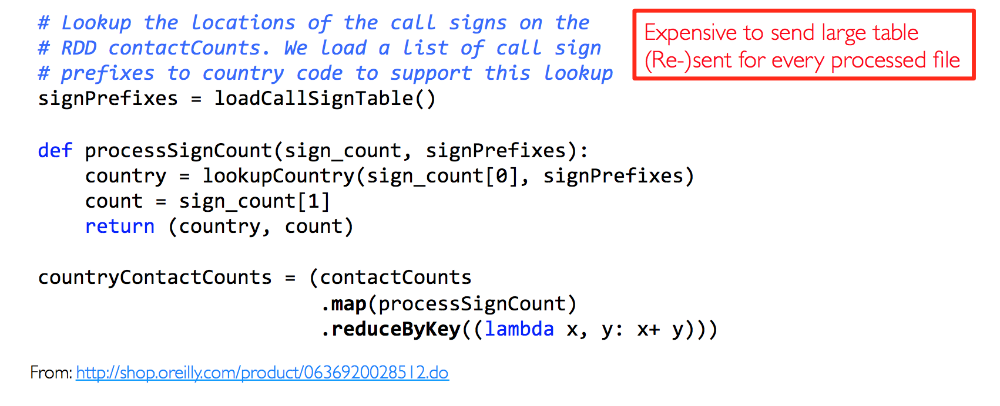 # Lookup the locations of the call signs on the
# RDD contactCounts. We load a list of call sign
# prefixes to country code to support this lookup
signPrefixes = loadCallSignTable()
Expensive to send large table
(Re-)sent for every processed file
def processSignCount(sign_count, signPrefixes):
    country = lookupCountry(sign_count[0], signPrefixes)
    count = sign_count[1]
    return (country, count)
countryContactCounts = (contactCounts
                        .map(processSignCount)
                        .reduceByKey((lambda x, y: x+ y)))
From: http://shop.oreilly.com/product/0636920028512.do